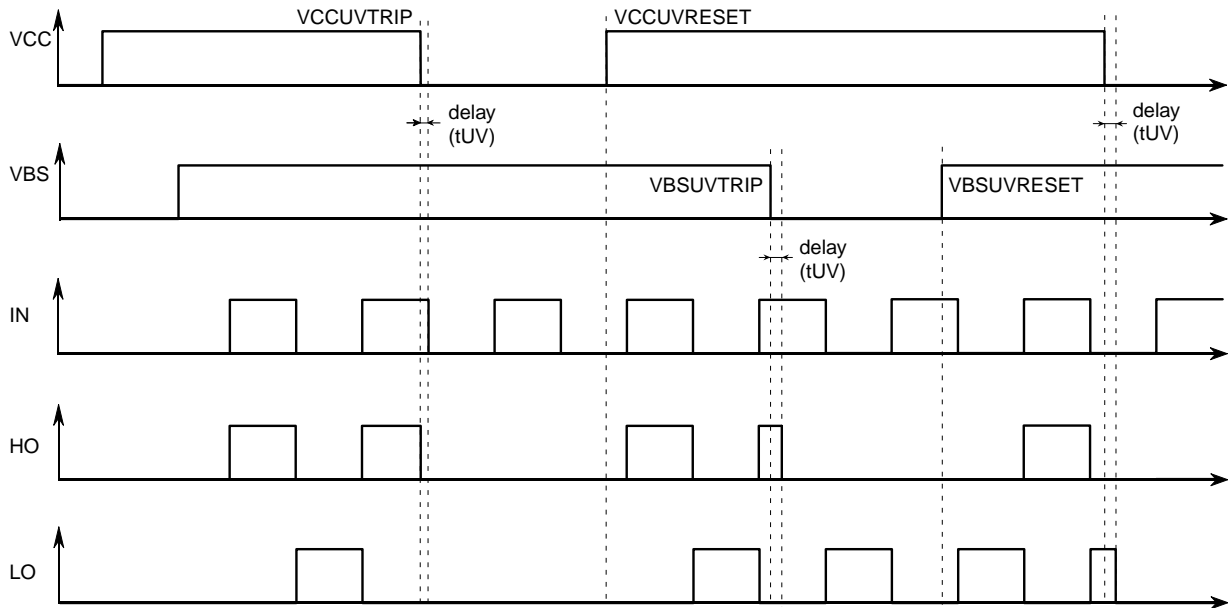 VCCUVTRIP
VCCUVRESET
VCC
delay
(tUV)
delay
(tUV)
VBS
VBSUVTRIP
VBSUVRESET
delay
(tUV)
IN
HO
LO